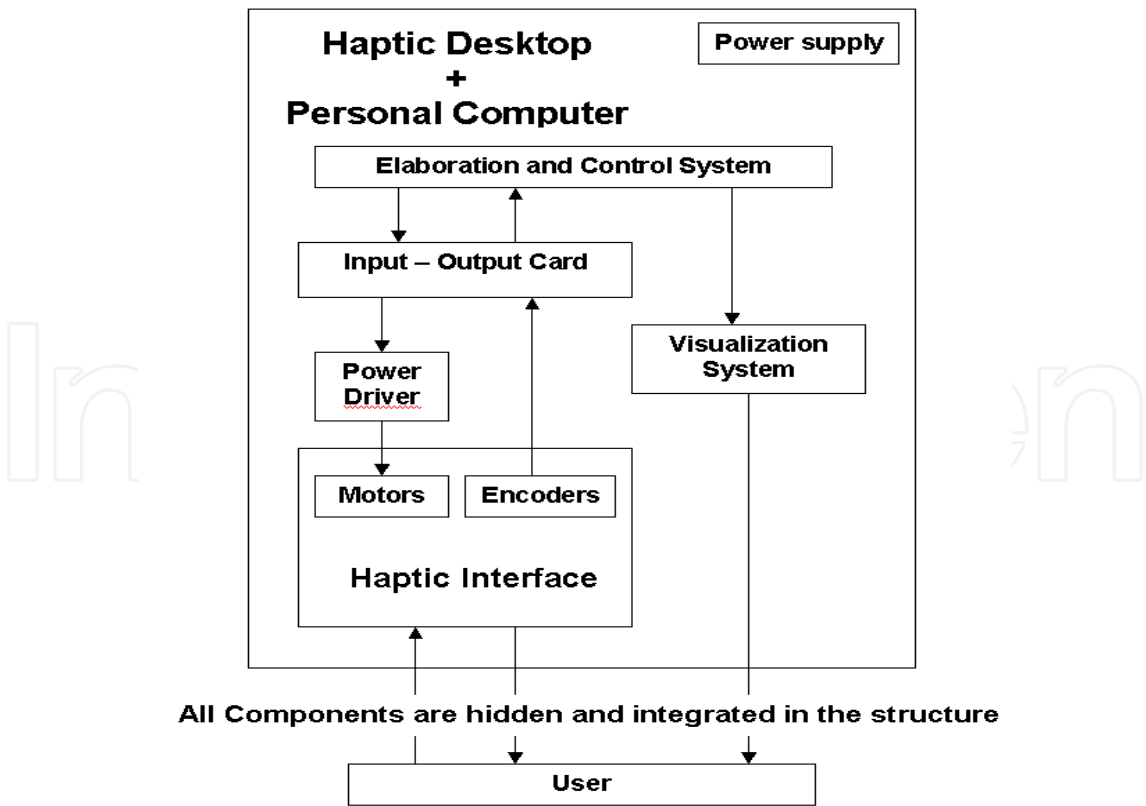 Haptic Desktop
+
Personal Computer
Power supply
Elaboration and Control System
Input – Output Card
Power
Driver
Visualization
System
Motors
Encoders
Haptic Interface
All Components are hidden and integrated in the structure
User